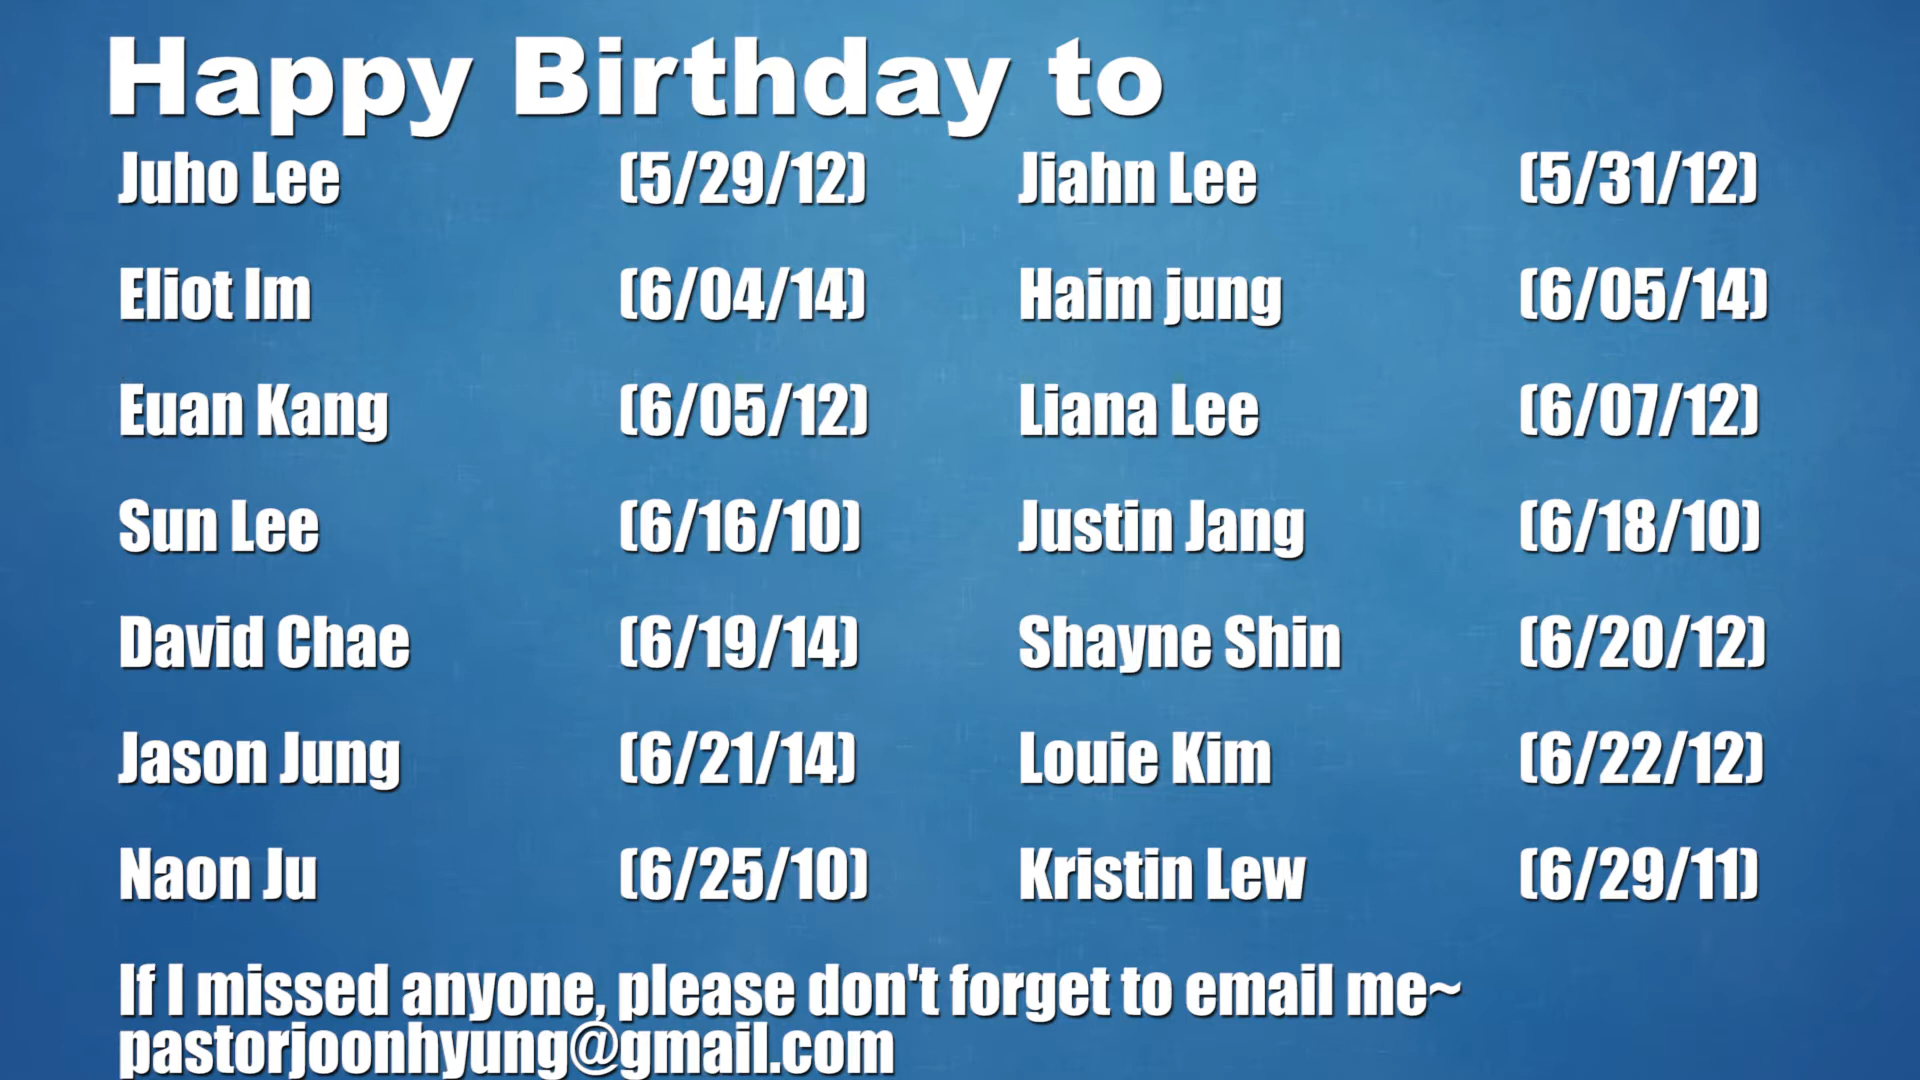 Happy Birthday to
Juho Lee (5/29/12) Jiahn Lee (5/31/12)
Eliot Im (6/04/14) Haim jung (6/05/14)
Euan Kang (6/05/12) Liana Lee (6/07/12)
Sun Lee (6/16/10) Justin Jang (6/18/10)
David Chae (6/19/14) Shayne Shin (6/20/12)
Jason Jung (6/21/14) Louie Kim (6/22/12)
Naon Ju (6/25/10) Kristin Lew (6/29/11)
If I missed anyone, please don't forget to email me~
pastorjoonhyung@gmail.com